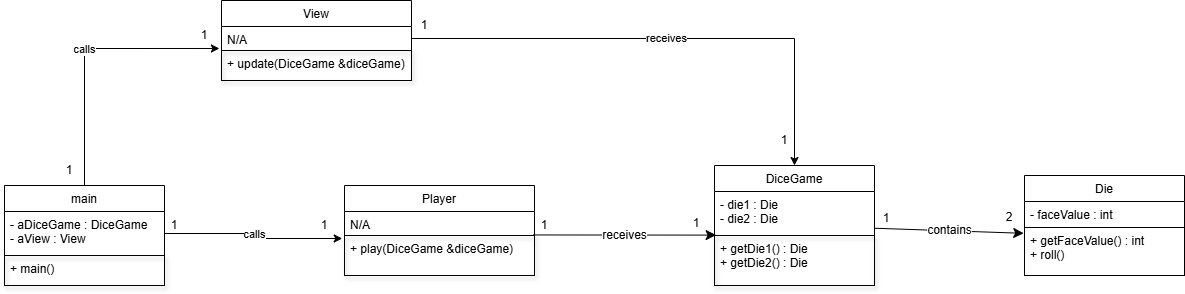 View
N/A
+ update(DiceGame &diceGame)
1
calls
1
1
receives
1
main
- aDiceGame : DiceGame
- aView : View
+ main()
1
calls
1
Player
N/A
+ play(DiceGame &diceGame)
1
receives
1
DiceGame
- die1 : Die
- die2 : Die
+ getDie1() : Die
+ getDie2() : Die
1
contains
2
Die
- faceValue : int
+ getFaceValue() : int
+ roll()